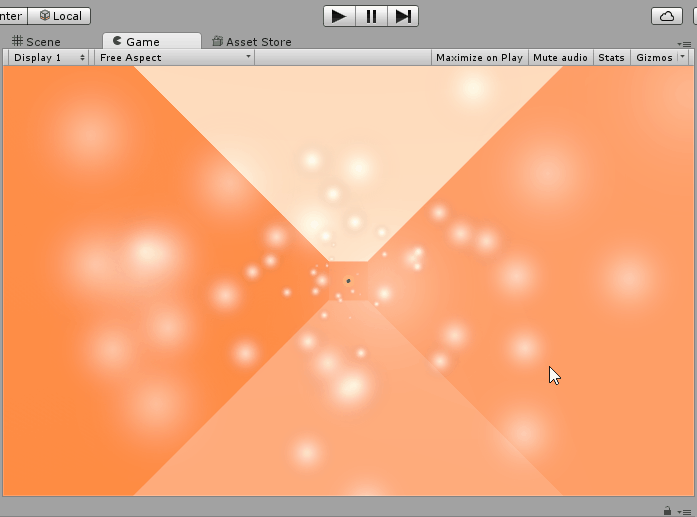 nter Local
Scene Game Asset Store
Display 1 Free Aspect Maximize on Play Mute audio Stats Gizmos